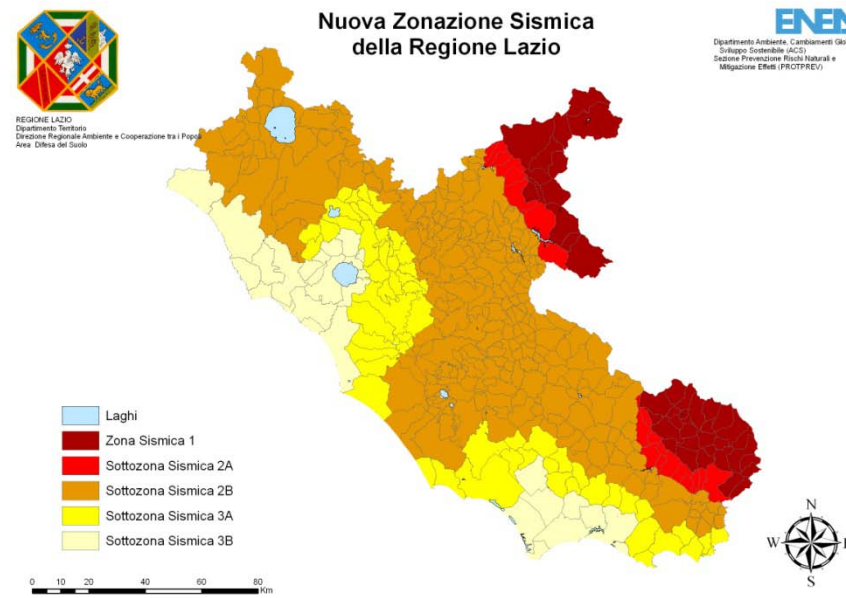 Nuova Zonazione Sismica
della Regione Lazio
REGIONE LAZIO
Dipartimento Territorio
Direzione Regionale Ambiente e Cooperazione tra i Popoli
Area Difesa del Suolo
ENEA
Dipartimento Ambiente, Cambiamenti Glo
Sviluppo Sostenibile (ACS)
Sezione Prevenzione Rischi Naturali e
Mitigazione Effetti (PROTPREV)
Laghi
Zona Sismica 1
Sottozona Sismica 2A
Sottozona Sismica 2B
Sottozona Sismica 3A
Sottozona Sismica 3B
0 10 20 40 60 80
Km
N
W E
S